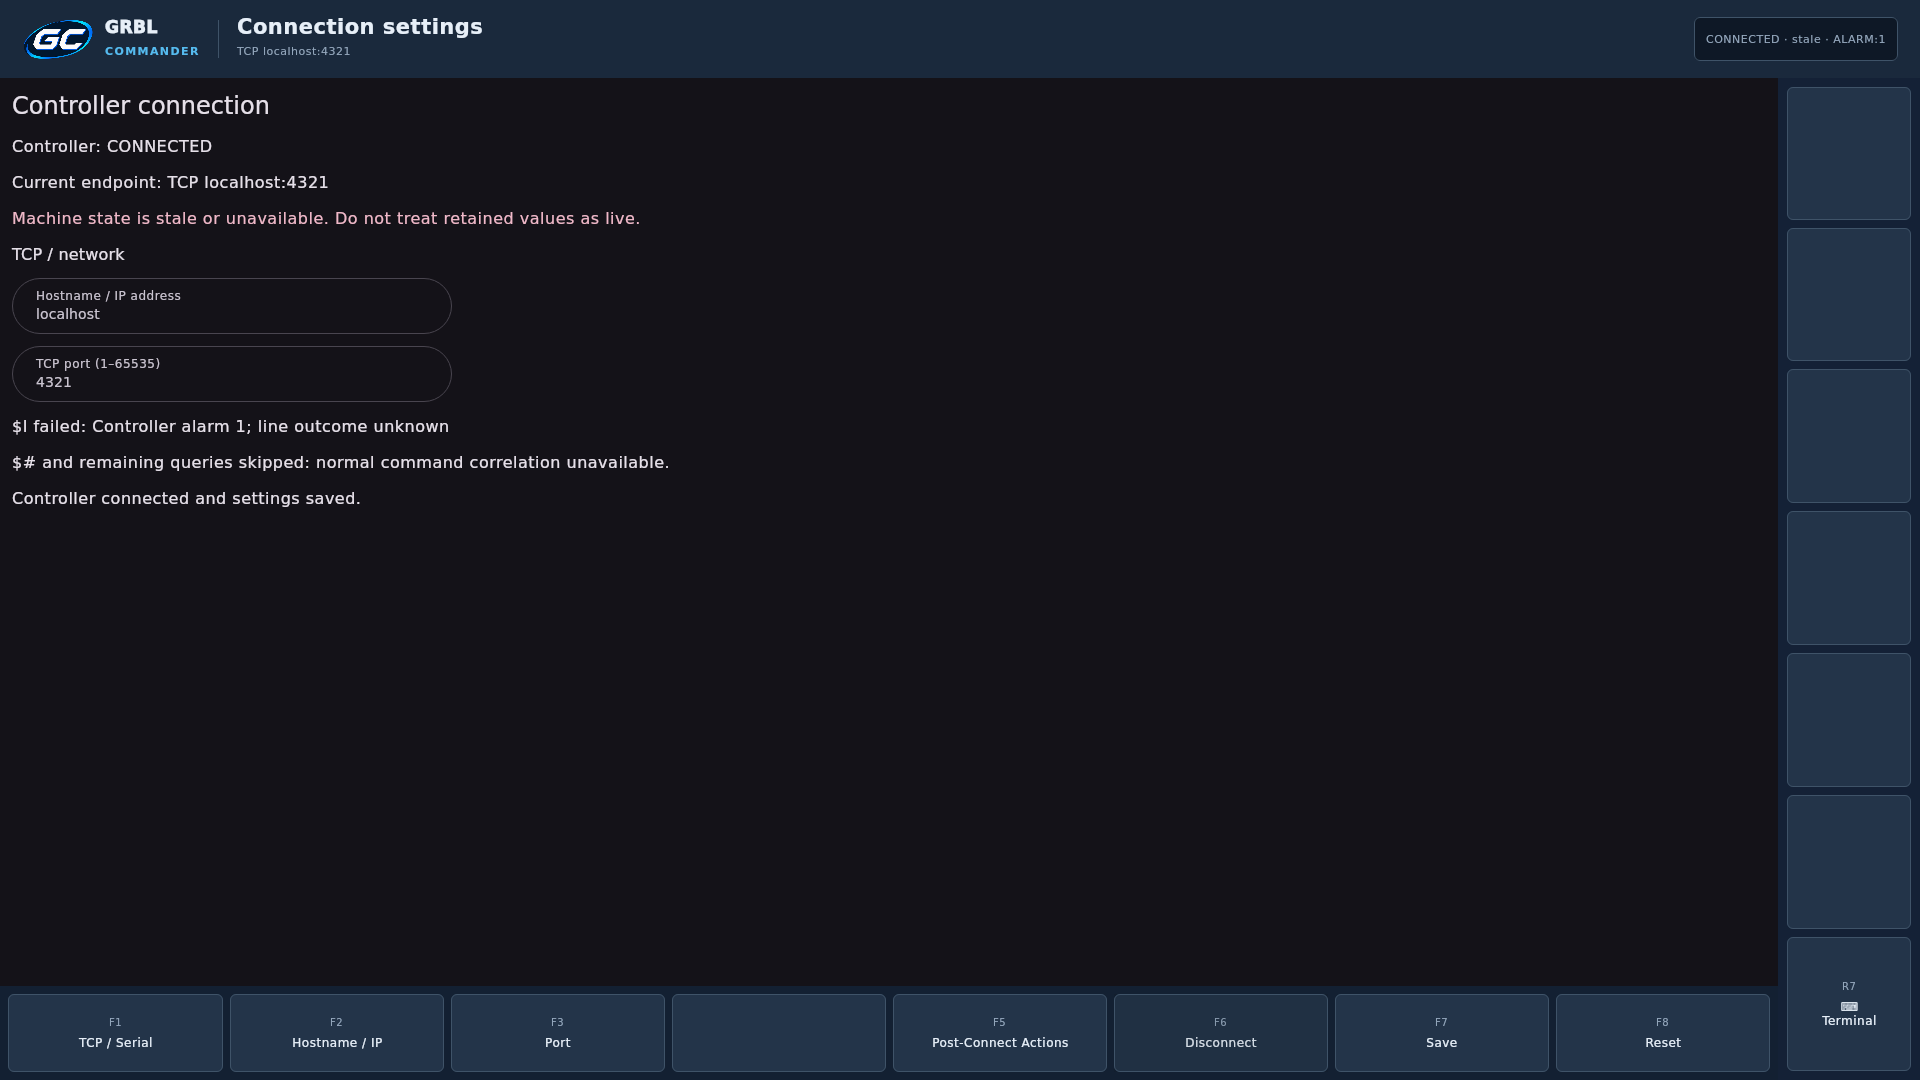 GC
GRBL
COMMANDER
Connection settings
TCP localhost:4321
CONNECTED · stale · ALARM:1
Controller connection
Controller: CONNECTED
Current endpoint: TCP localhost:4321
Machine state is stale or unavailable. Do not treat retained values as live.
TCP / network
Hostname / IP address
localhost
TCP port (1–65535)
4321
$I failed: Controller alarm 1; line outcome unknown
$# and remaining queries skipped: normal command correlation unavailable.
Controller connected and settings saved.
R7
Terminal
F1
TCP / Serial
F2
Hostname / IP
F3
Port
F5
Post-Connect Actions
F6
Disconnect
F7
Save
F8
Reset